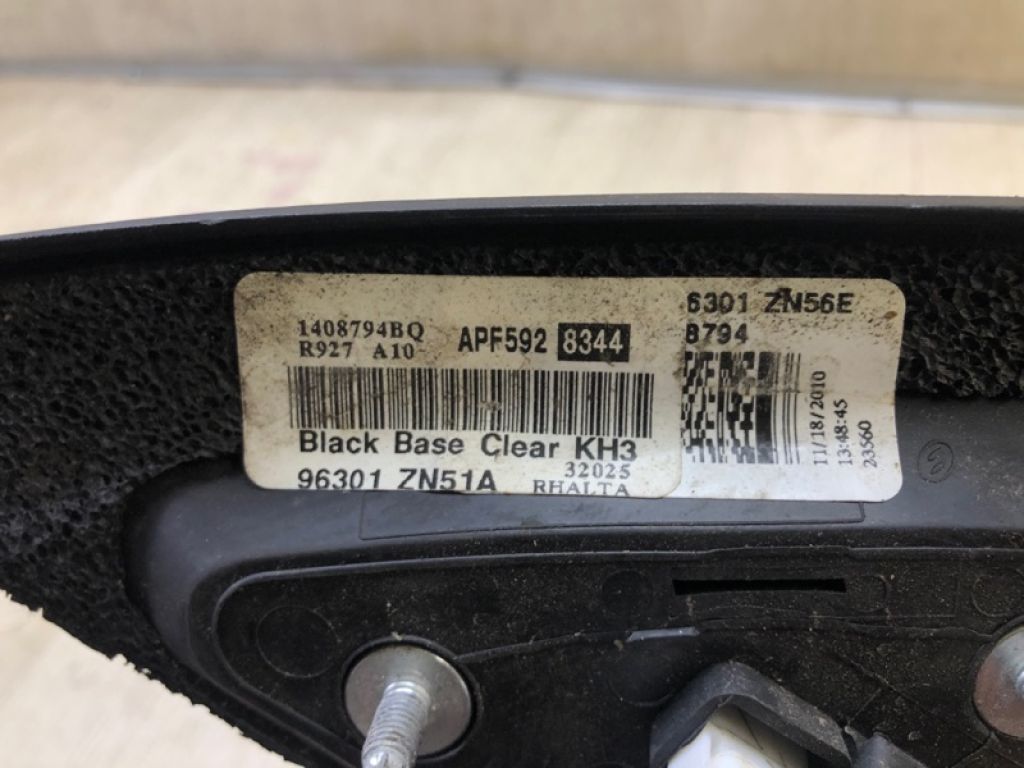 1408794BQ
R927 A10
APF592 8344
Black Base Clear KH3
96301 ZN51A
32025
RHALTA
6301 ZN56E
8794
11/18/2010
13:48:45
23560